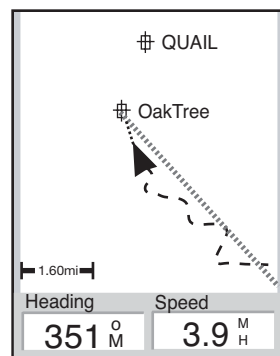 QUAIL
OakTree
1.60mi
Heading Speed
351 o M 3.9 M H